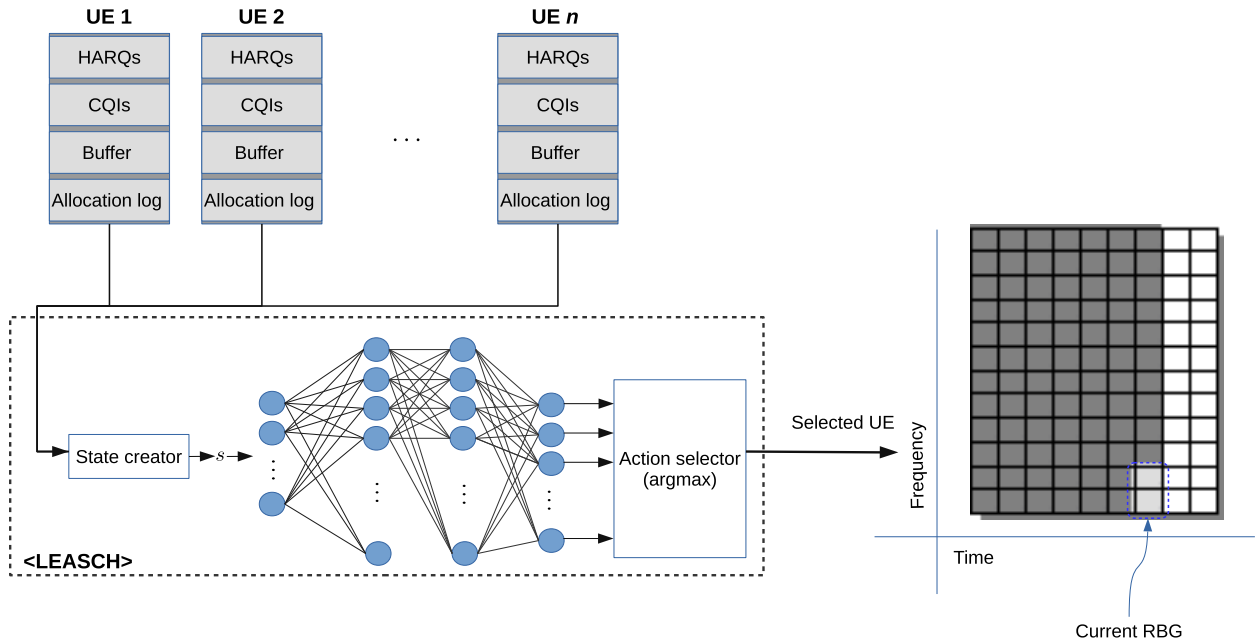 UE 1
UE 2
UE n
HARQs
HARQs
HARQs
CQIs
CQIs
CQIs
Buffer
Buffer
. . .
Buffer
Allocation log
Allocation log
Allocation log
State creator
s
Action selector
(argmax)
<LEASCH>
Selected UE
Frequency
Time
Current RBG